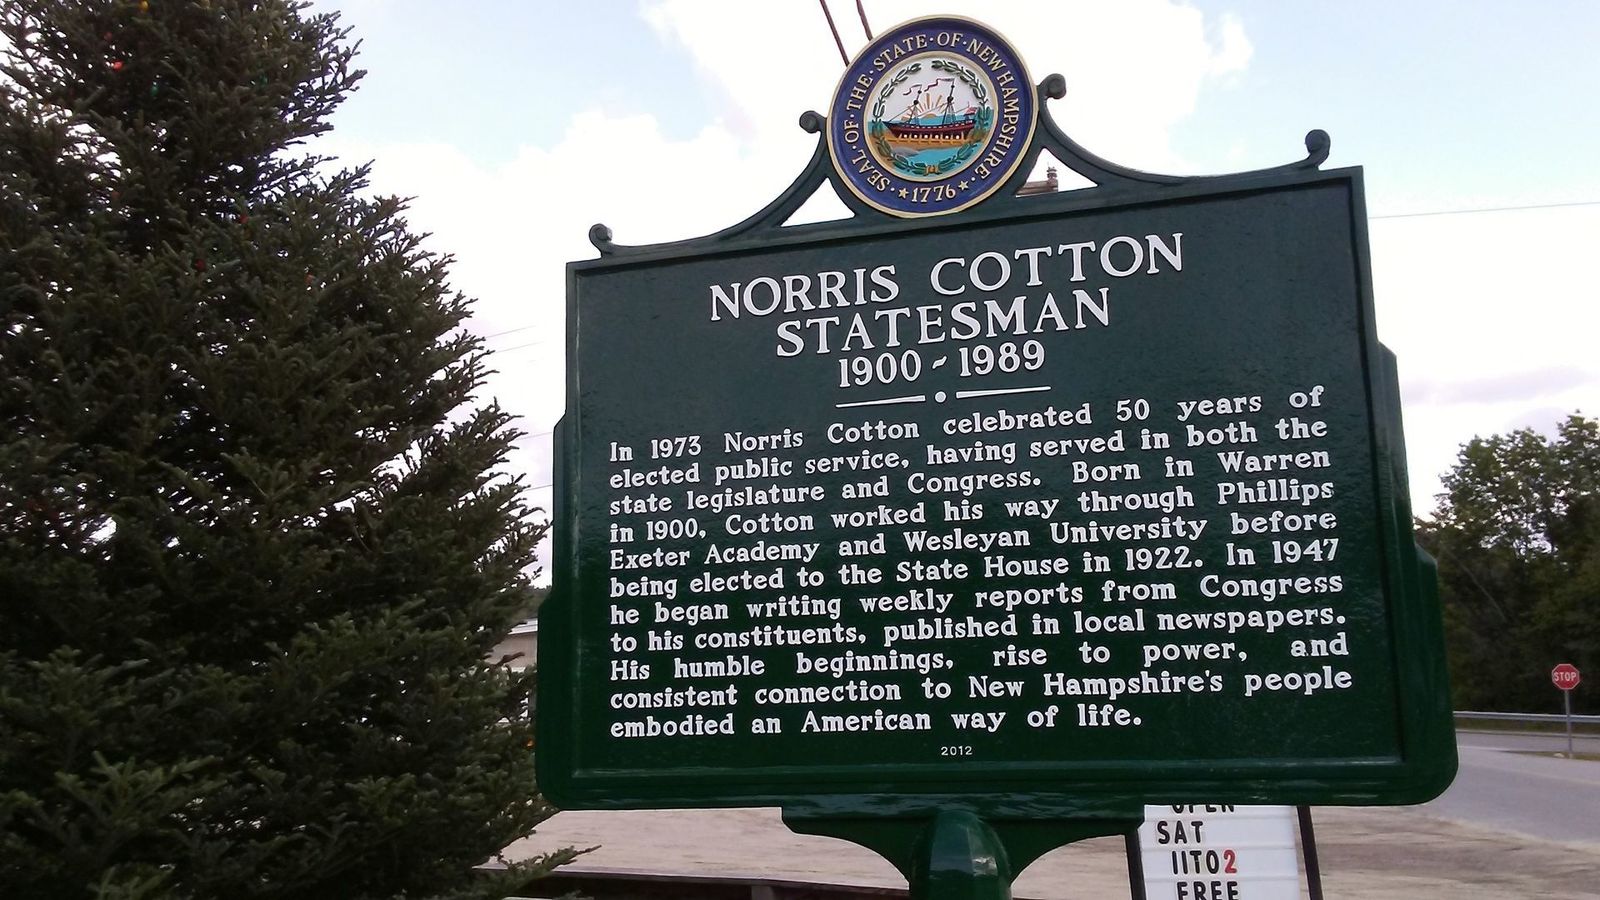 SEAL·OF·THE·STATE·OF·NEW HAMPSHIRE·
★1776★
NORRIS COTTON
STATESMAN
1900-1989
In 1973 Norris Cotton celebrated 50 years of
elected public service, having served in both the
state legislature and Congress. Born in Warren
in 1900, Cotton worked his way through Phillips
Exeter Academy and Wesleyan University before
being elected to the State House in 1922. In 1947
he began writing weekly reports from Congress
to his constituents, published in local newspapers.
His humble beginnings, rise to power, and
consistent connection to New Hampshire's people
embodied an American way of life.
2012
STOP
OPEN
SAT
11TO2
FREE